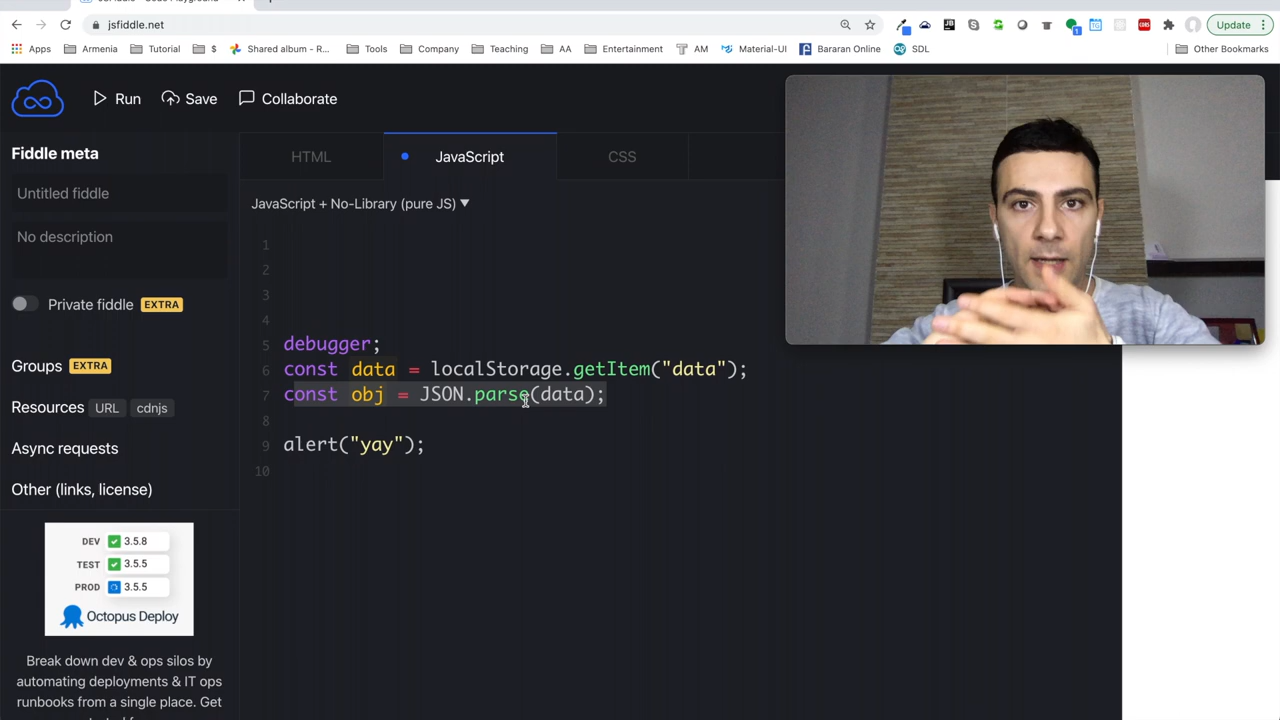 jsfiddle.net
Update
Apps
Armenia
Tutorial
$
Shared album - R...
Tools
Company
Teaching
AA
Entertainment
AM
Material-UI
Bararan Online
SDL
Other Bookmarks
Run
Save
Collaborate
Fiddle meta
Untitled fiddle
No description
Private fiddle EXTRA
Groups EXTRA
Resources URL cdnjs
Async requests
Other (links, license)
DEV 3.5.8
TEST 3.5.5
PROD 3.5.5
Octopus Deploy
Break down dev & ops silos by
automating deployments & IT ops
runbooks from a single place. Get
HTML
JavaScript
CSS
JavaScript + No-Library (pure JS) ▼
1
2
3
4
5 debugger;
6 const data = localStorage.getItem("data");
7 const obj = JSON.parse(data);
8
9 alert("yay");
10